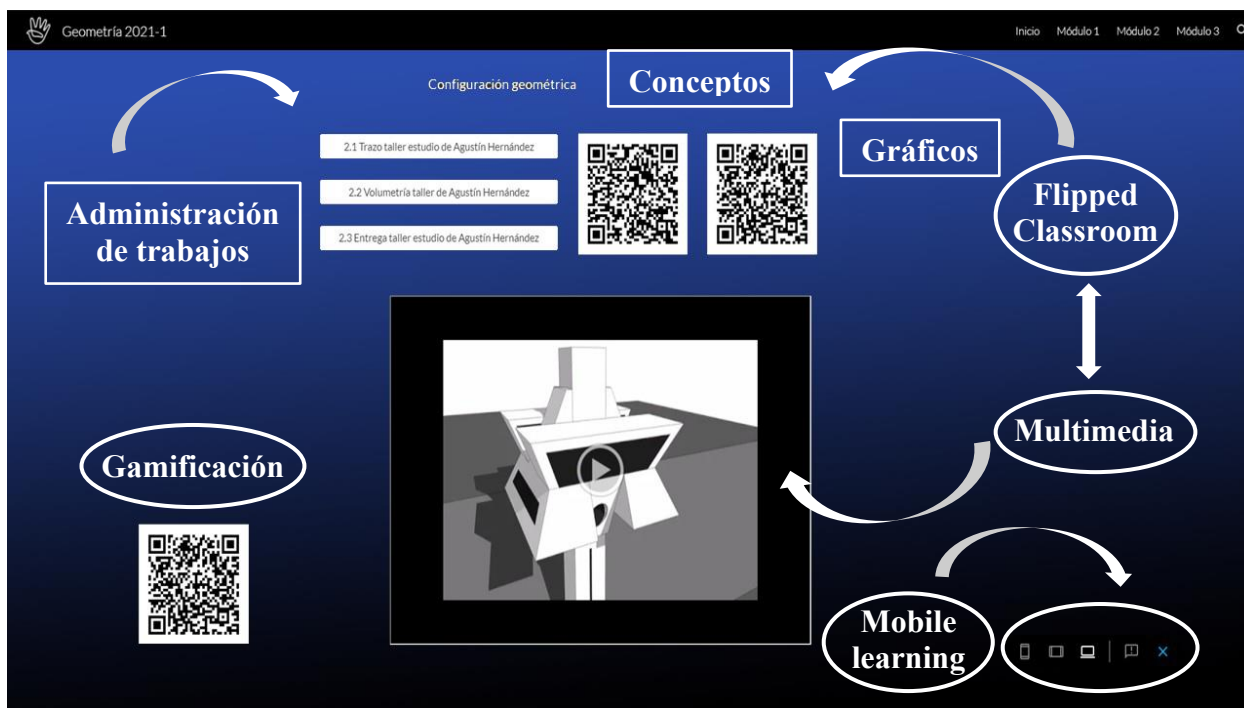 Geometría 2021-1
Inicio Módulo 1 Módulo 2 Módulo 3
Configuración geométrica
Conceptos
Gráficos
2.1 Trazo taller estudio de Agustín Hernández
2.2 Volumetría taller de Agustín Hernández
2.3 Entrega taller estudio de Agustín Hernández
Administración
de trabajos
Flipped
Classroom
Multimedia
Gamificación
Mobile
learning